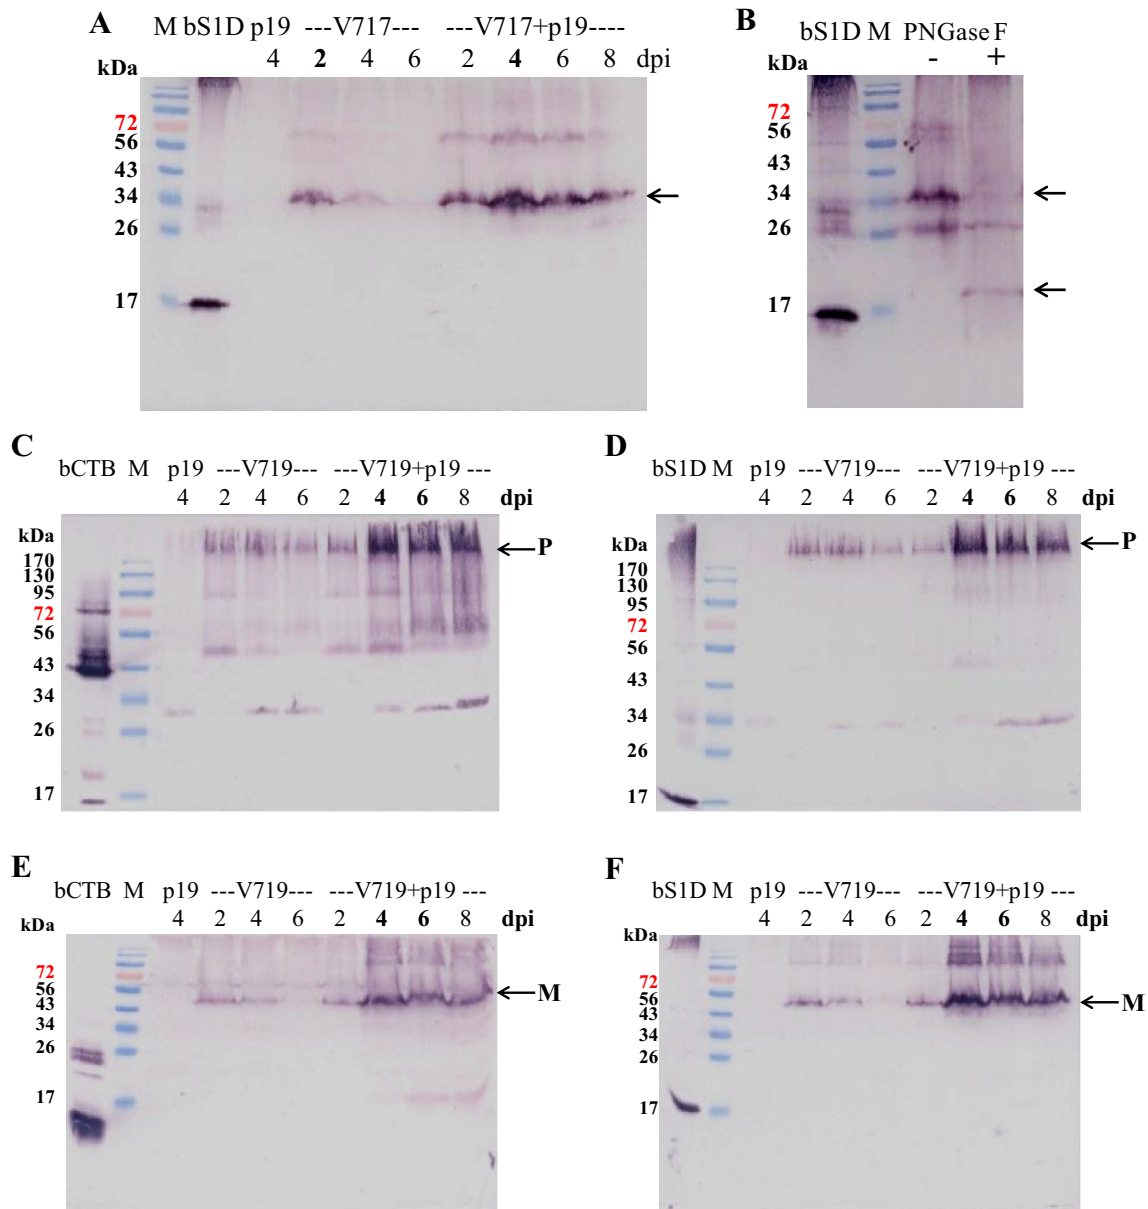 A
M bS1D p19 ---V717--- ---V717+p19----
4 2 4 6 2 4 6 8 dpi
kDa
72
56
43
34
26
17
B
bS1D M PNGase F
- +
kDa
72
56
43
34
26
17
C
bCTB M p19 ---V719--- ---V719+p19 ---
4 2 4 6 2 4 6 8 dpi
kDa
170
130
95
72
56
43
34
26
17
P
D
bS1D M p19 ---V719--- ---V719+p19 ---
4 2 4 6 2 4 6 8 dpi
kDa
170
130
95
72
56
43
34
26
17
P
E
bCTB M p19 ---V719--- ---V719+p19 ---
4 2 4 6 2 4 6 8 dpi
kDa
72
56
43
34
26
17
M
F
bS1D M p19 ---V719--- ---V719+p19 ---
4 2 4 6 2 4 6 8 dpi
kDa
72
56
43
34
26
17
M